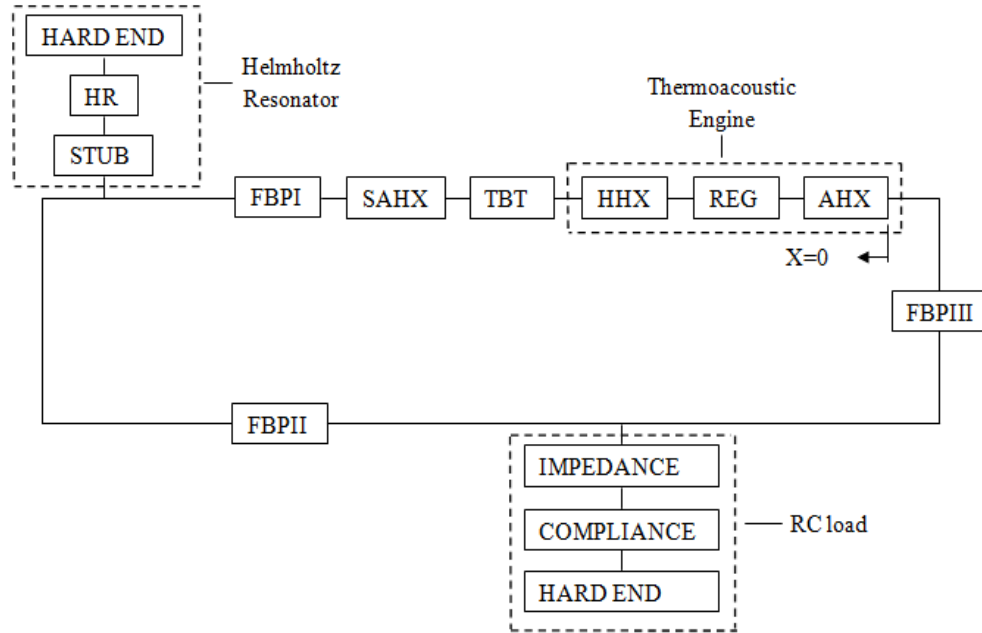 HARD END
HR
STUB
Helmholtz
Resonator
Thermoacoustic
Engine
FBPI
SAHX
TBT
HHX
REG
AHX
X=0
FBPIII
FBPII
IMPEDANCE
COMPLIANCE
HARD END
RC load